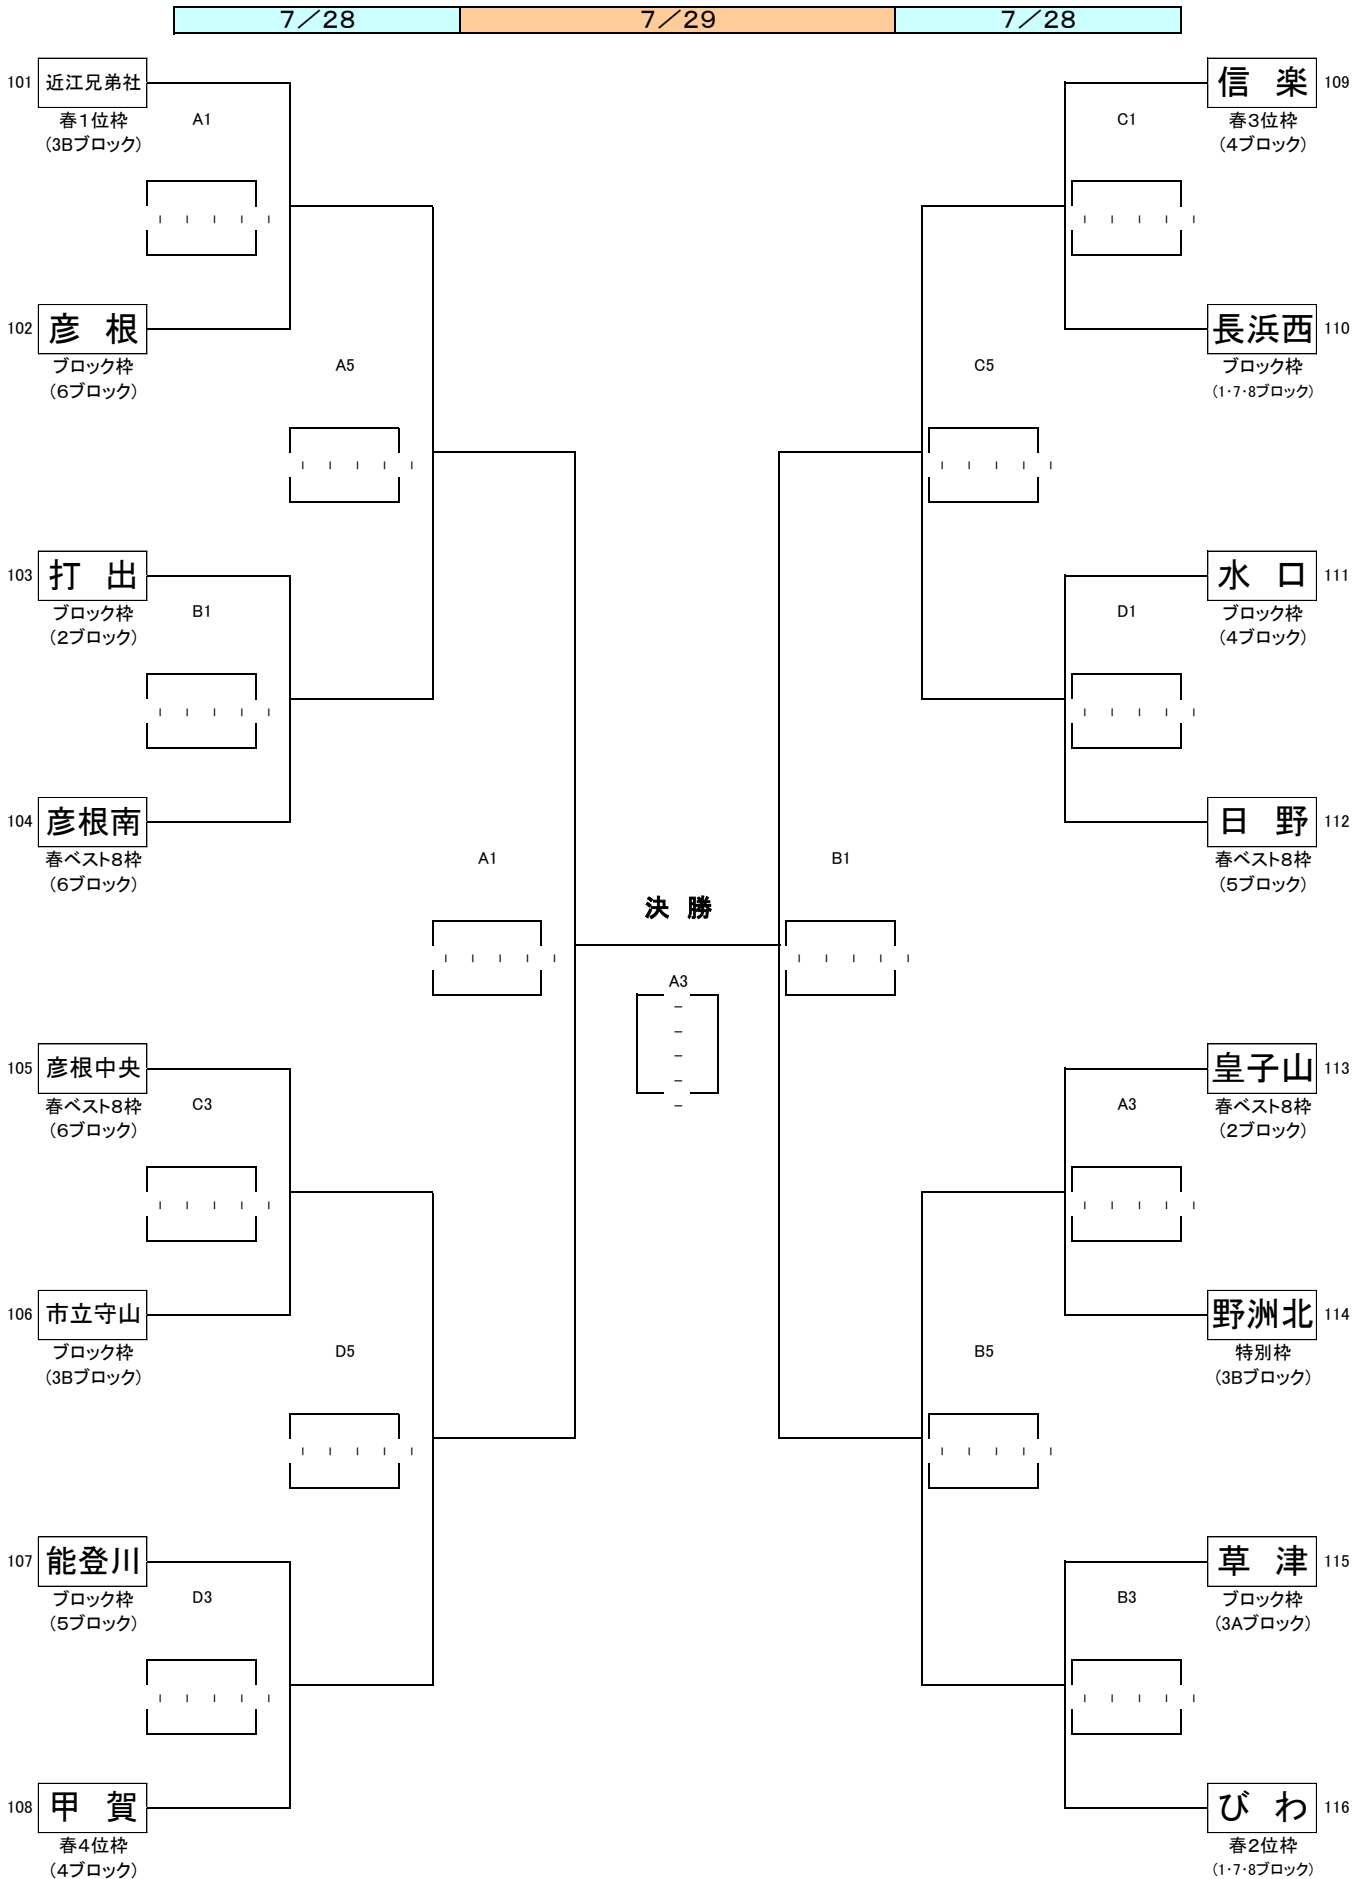 7／28 7／29 7／28
101 近江兄弟社
春1位枠
(3Bブロック)
A1
102 彦 根
ブロック枠
(6ブロック)
A5
103 打 出
ブロック枠
(2ブロック)
B1
104 彦根南
春ベスト8枠
(6ブロック)
A1
105 彦根中央
春ベスト8枠
(6ブロック)
C3
106 市立守山
ブロック枠
(3Bブロック)
D5
107 能登川
ブロック枠
(5ブロック)
D3
108 甲 賀
春4位枠
(4ブロック)
決 勝
A3
信 楽 109
春3位枠
(4ブロック)
C1
長浜西 110
ブロック枠
(1・7・8ブロック)
C5
水 口 111
ブロック枠
(4ブロック)
D1
日 野 112
春ベスト8枠
(5ブロック)
B1
皇子山 113
春ベスト8枠
(2ブロック)
A3
野洲北 114
特別枠
(3Bブロック)
B5
草 津 115
ブロック枠
(3Aブロック)
B3
び わ 116
春2位枠
(1・7・8ブロック)